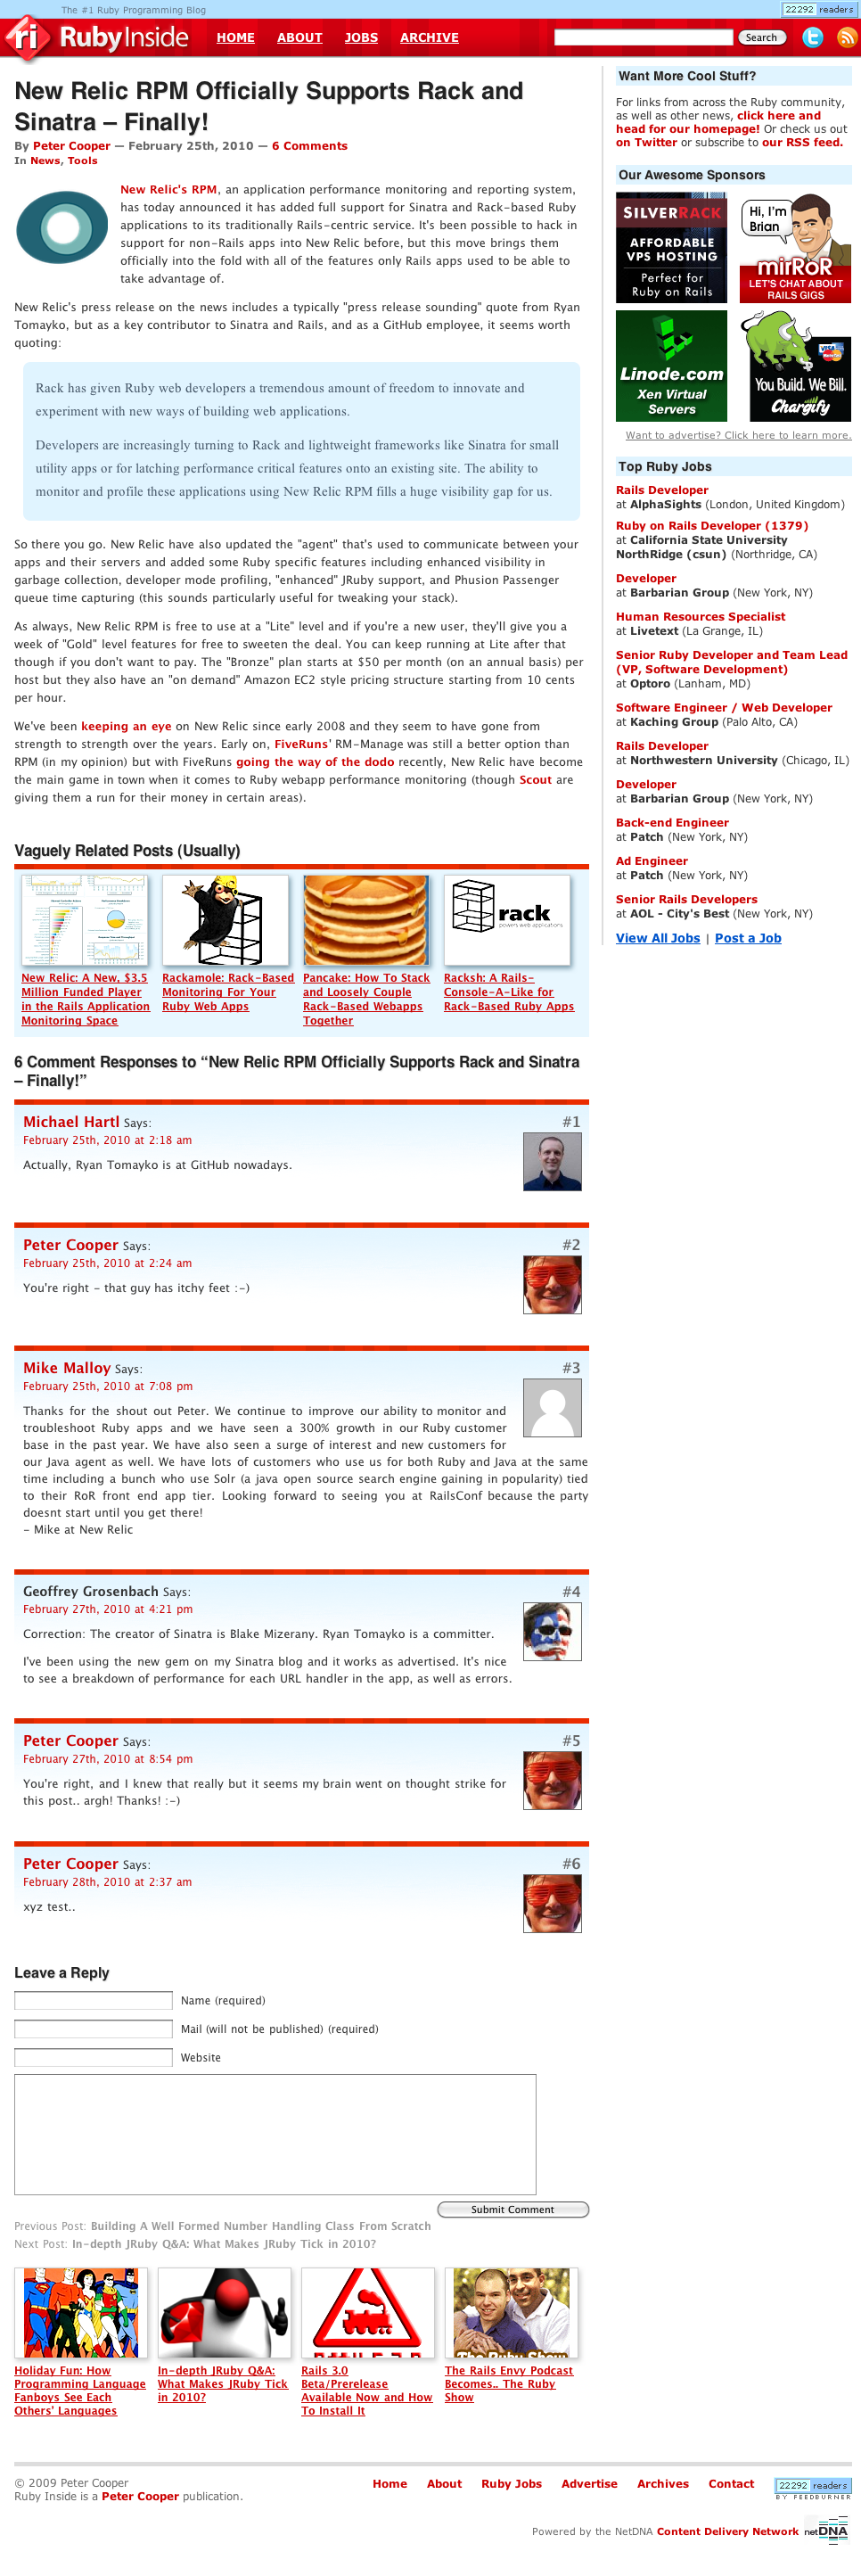 The #1 Ruby Programming Blog
22292 readers
ri RubyInside
HOME ABOUT JOBS ARCHIVE
Search
New Relic RPM Officially Supports Rack and
Sinatra – Finally!
By Peter Cooper — February 25th, 2010 — 6 Comments
In News, Tools
New Relic's RPM, an application performance monitoring and reporting system,
has today announced it has added full support for Sinatra and Rack-based Ruby
applications to its traditionally Rails-centric service. It's been possible to hack in
support for non-Rails apps into New Relic before, but this move brings them
officially into the fold with all of the features only Rails apps used to be able to
take advantage of.
New Relic's press release on the news includes a typically "press release sounding" quote from Ryan
Tomayko, but as a key contributor to Sinatra and Rails, and as a GitHub employee, it seems worth
quoting:
Rack has given Ruby web developers a tremendous amount of freedom to innovate and
experiment with new ways of building web applications.
Developers are increasingly turning to Rack and lightweight frameworks like Sinatra for small
utility apps or for latching performance critical features onto an existing site. The ability to
monitor and profile these applications using New Relic RPM fills a huge visibility gap for us.
So there you go. New Relic have also updated the "agent" that's used to communicate between your
apps and their servers and added some Ruby specific features including enhanced visibility in
garbage collection, developer mode profiling, "enhanced" JRuby support, and Phusion Passenger
queue time capturing (this sounds particularly useful for tweaking your stack).
As always, New Relic RPM is free to use at a "Lite" level and if you're a new user, they'll give you a
week of "Gold" level features for free to sweeten the deal. You can keep running at Lite after that
though if you don't want to pay. The "Bronze" plan starts at $50 per month (on an annual basis) per
host but they also have an "on demand" Amazon EC2 style pricing structure starting from 10 cents
per hour.
We've been keeping an eye on New Relic since early 2008 and they seem to have gone from
strength to strength over the years. Early on, FiveRuns' RM-Manage was still a better option than
RPM (in my opinion) but with FiveRuns going the way of the dodo recently, New Relic have become
the main game in town when it comes to Ruby webapp performance monitoring (though Scout are
giving them a run for their money in certain areas).
Vaguely Related Posts (Usually)
rack
powers web applications
New Relic: A New, $3.5
Million Funded Player
in the Rails Application
Monitoring Space
Rackamole: Rack-Based
Monitoring For Your
Ruby Web Apps
Pancake: How To Stack
and Loosely Couple
Rack-Based Webapps
Together
Racksh: A Rails-
Console-A-Like for
Rack-Based Ruby Apps
6 Comment Responses to “New Relic RPM Officially Supports Rack and Sinatra
– Finally!”
Michael Hartl Says: #1
February 25th, 2010 at 2:18 am
Actually, Ryan Tomayko is at GitHub nowadays.
Peter Cooper Says: #2
February 25th, 2010 at 2:24 am
You're right - that guy has itchy feet :-)
Mike Malloy Says: #3
February 25th, 2010 at 7:08 pm
Thanks for the shout out Peter. We continue to improve our ability to monitor and
troubleshoot Ruby apps and we have seen a 300% growth in our Ruby customer
base in the past year. We have also seen a surge of interest and new customers for
our Java agent as well. We have lots of customers who use us for both Ruby and Java at the same
time including a bunch who use Solr (a java open source search engine gaining in popularity) tied
to their RoR front end app tier. Looking forward to seeing you at RailsConf because the party
doesnt start until you get there!
- Mike at New Relic
Geoffrey Grosenbach Says: #4
February 27th, 2010 at 4:21 pm
Correction: The creator of Sinatra is Blake Mizerany. Ryan Tomayko is a committer.
I've been using the new gem on my Sinatra blog and it works as advertised. It's nice
to see a breakdown of performance for each URL handler in the app, as well as errors.
Peter Cooper Says: #5
February 27th, 2010 at 8:54 pm
You're right, and I knew that really but it seems my brain went on thought strike for
this post.. argh! Thanks! :-)
Peter Cooper Says: #6
February 28th, 2010 at 2:37 am
xyz test..
Leave a Reply
Name (required)
Mail (will not be published) (required)
Website
Submit Comment
Previous Post: Building A Well Formed Number Handling Class From Scratch
Next Post: In-depth JRuby Q&A: What Makes JRuby Tick in 2010?
The Ruby Show
Holiday Fun: How
Programming Language
Fanboys See Each
Others' Languages
In-depth JRuby Q&A:
What Makes JRuby Tick
in 2010?
Rails 3.0
Beta/Prerelease
Available Now and How
To Install It
The Rails Envy Podcast
Becomes.. The Ruby
Show
Want More Cool Stuff?
For links from across the Ruby community,
as well as other news, click here and
head for our homepage! Or check us out
on Twitter or subscribe to our RSS feed.
Our Awesome Sponsors
SILVERRACK
AFFORDABLE
VPS HOSTING
Perfect for
Ruby on Rails
Hi, I'm
Brian
mirRoR
LET'S CHAT ABOUT
RAILS GIGS
Linode.com
Xen Virtual
Servers
VISA
You Build. We Bill.
Chargify
Want to advertise? Click here to learn more.
Top Ruby Jobs
Rails Developer
at AlphaSights (London, United Kingdom)
Ruby on Rails Developer (1379)
at California State University
NorthRidge (csun) (Northridge, CA)
Developer
at Barbarian Group (New York, NY)
Human Resources Specialist
at Livetext (La Grange, IL)
Senior Ruby Developer and Team Lead
(VP, Software Development)
at Optoro (Lanham, MD)
Software Engineer / Web Developer
at Kaching Group (Palo Alto, CA)
Rails Developer
at Northwestern University (Chicago, IL)
Developer
at Barbarian Group (New York, NY)
Back-end Engineer
at Patch (New York, NY)
Ad Engineer
at Patch (New York, NY)
Senior Rails Developers
at AOL - City's Best (New York, NY)
View All Jobs | Post a Job
© 2009 Peter Cooper
Ruby Inside is a Peter Cooper publication.
Home About Ruby Jobs Advertise Archives Contact
22292 readers
BY FEEDBURNER
Powered by the NetDNA Content Delivery Network
netDNA